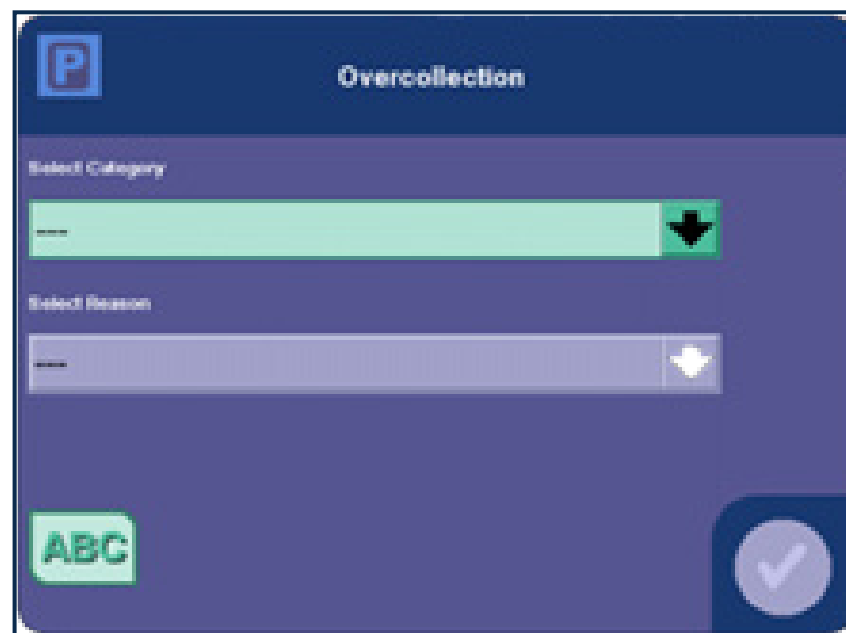 P
Overcollection
Select Category
---
Select Reason
---
ABC